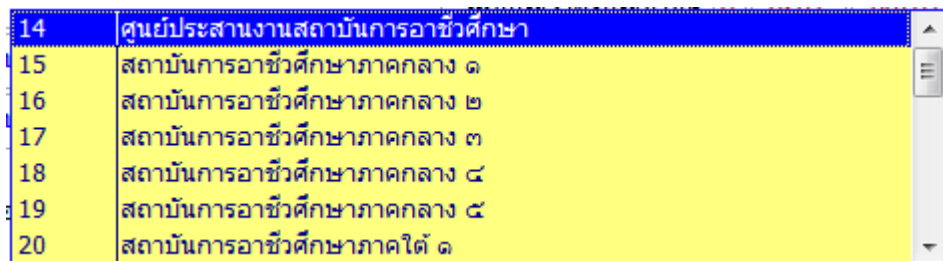 14 ศูนย์ประสานงานสถาบันการอาชีวศึกษา
15 สถาบันการอาชีวศึกษาภาคกลาง ๑
16 สถาบันการอาชีวศึกษาภาคกลาง ๒
17 สถาบันการอาชีวศึกษาภาคกลาง ๓
18 สถาบันการอาชีวศึกษาภาคกลาง ๔
19 สถาบันการอาชีวศึกษาภาคกลาง ๕
20 สถาบันการอาชีวศึกษาภาคใต้ ๑